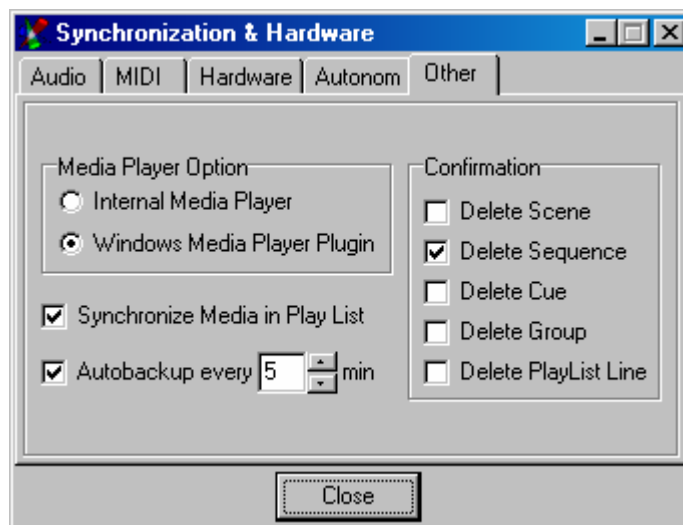 Synchronization & Hardware
Audio MIDI Hardware Autonom Other
Media Player Option
Internal Media Player
Windows Media Player Plugin
Synchronize Media in Play List
Autobackup every 5 min
Confirmation
Delete Scene
Delete Sequence
Delete Cue
Delete Group
Delete PlayList Line
Close